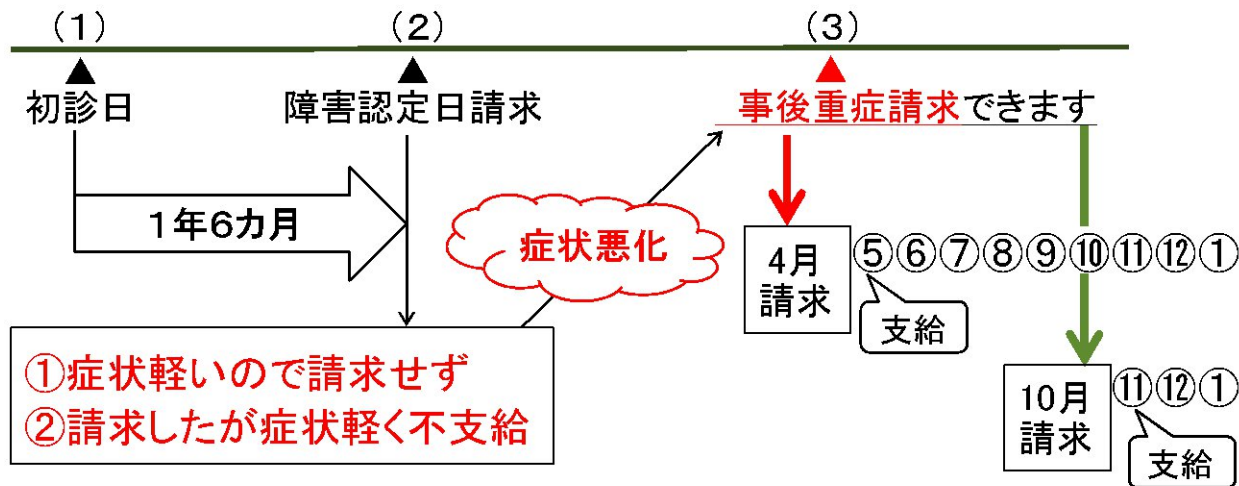 (1)
(2)
(3)
初診日
障害認定日請求
事後重症請求できます
1年6カ月
症状悪化
4月
請求
⑤⑥⑦⑧⑨⑩⑪⑫①
支給
①症状軽いので請求せず
②請求したが症状軽く不支給
10月
請求
⑪⑫①
支給